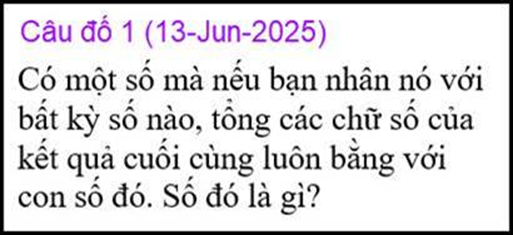 Câu đố 1 (13-Jun-2025)
Có một số mà nếu bạn nhân nó với
bất kỳ số nào, tổng các chữ số của
kết quả cuối cùng luôn bằng với
con số đó. Số đó là gì?